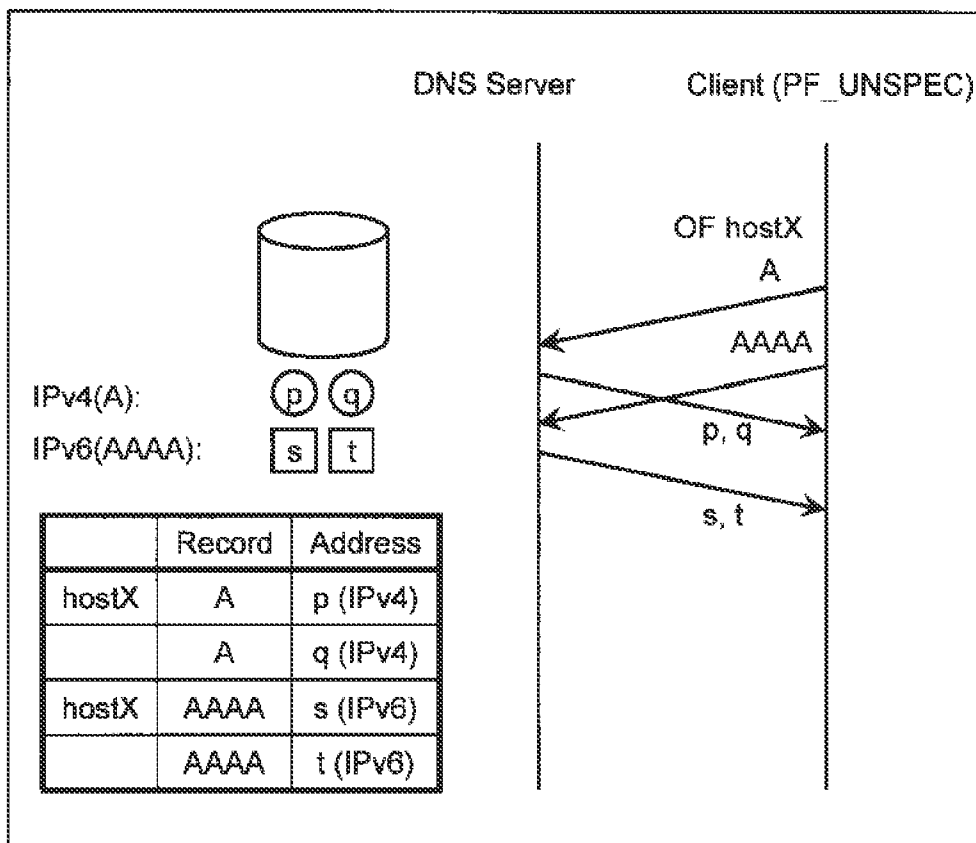 DNS Server
Client (PF_UNSPEC)
OF hostX
A
AAAA
p, q
s, t
IPv4(A): p q
IPv6(AAAA): s t
Record Address
hostX A p (IPv4)
A q (IPv4)
hostX AAAA s (IPv6)
AAAA t (IPv6)